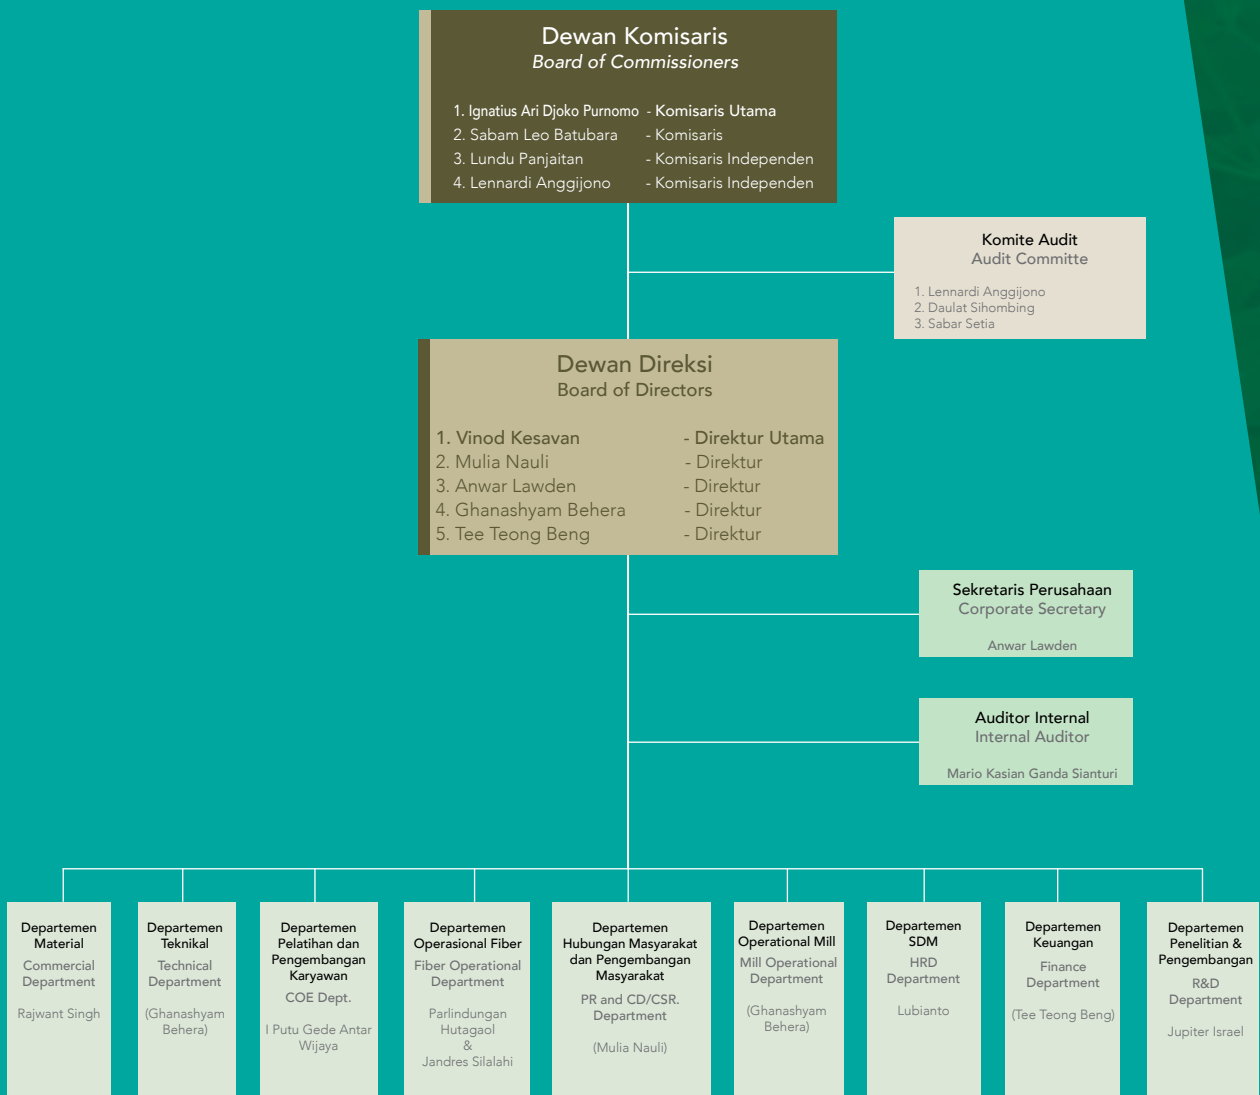 Dewan Komisaris
Board of Commissioners
1. Ignatius Ari Djoko Purnomo - Komisaris Utama
2. Sabam Leo Batubara - Komisaris
3. Lundu Panjaitan - Komisaris Independen
4. Lennardi Anggijono - Komisaris Independen
Komite Audit
Audit Committe
1. Lennardi Anggijono
2. Daulat Sihombing
3. Sabar Setia
Dewan Direksi
Board of Directors
1. Vinod Kesavan - Direktur Utama
2. Mulia Nauli - Direktur
3. Anwar Lawden - Direktur
4. Ghanashyam Behera - Direktur
5. Tee Teong Beng - Direktur
Sekretaris Perusahaan
Corporate Secretary
Anwar Lawden
Auditor Internal
Internal Auditor
Mario Kasian Ganda Sianturi
Departemen
Material
Commercial
Department
Rajwant Singh
Departemen
Teknikal
Technical
Department
(Ghanashyam
Behera)
Departemen
Pelatihan dan
Pengembangan
Karyawan
COE Dept.
I Putu Gede Antar
Wijaya
Departemen
Operasional Fiber
Fiber Operational
Department
Parlindungan
Hutagaol
&
Jandres Silalahi
Departemen
Hubungan Masyarakat
dan Pengembangan
Masyarakat
PR and CD/CSR.
Department
(Mulia Nauli)
Departemen
Operational Mill
Mill Operational
Department
(Ghanashyam
Behera)
Departemen
SDM
HRD
Department
Lubianto
Departemen
Keuangan
Finance
Department
(Tee Teong Beng)
Departemen
Penelitian &
Pengembangan
R&D
Department
Jupiter Israel